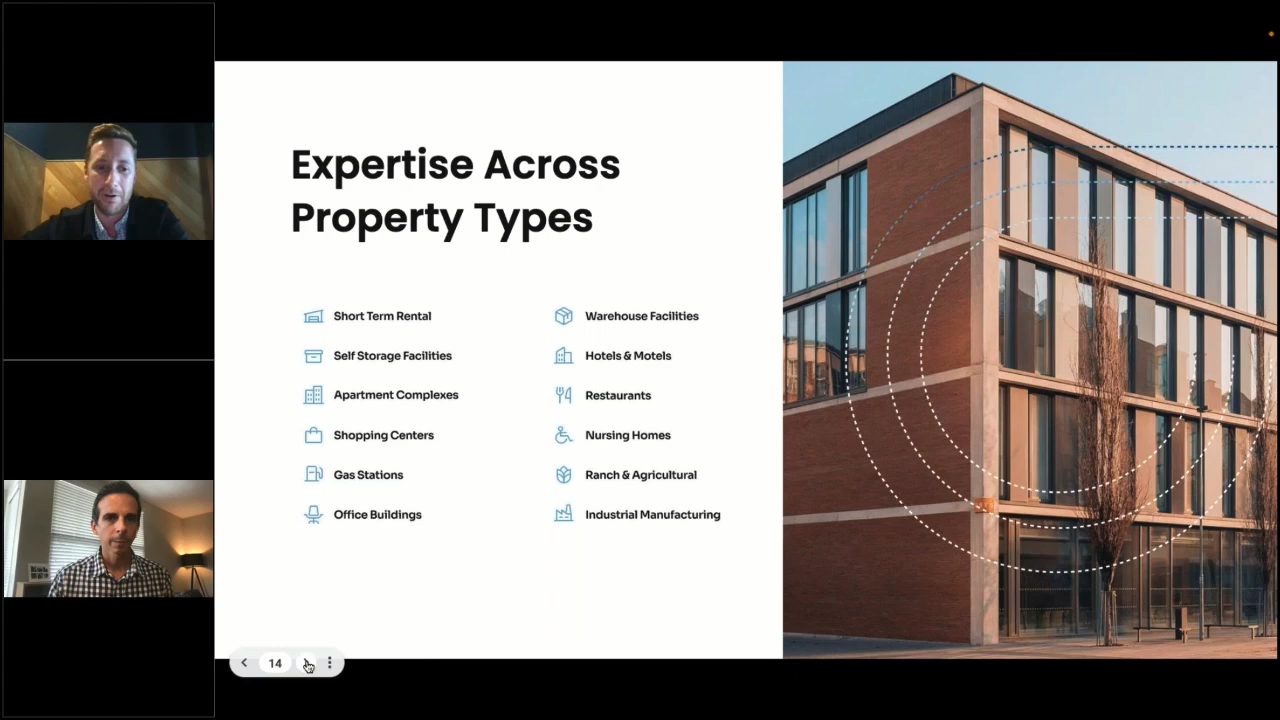 Expertise Across
Property Types
Short Term Rental
Self Storage Facilities
Apartment Complexes
Shopping Centers
Gas Stations
Office Buildings
Warehouse Facilities
Hotels & Motels
Restaurants
Nursing Homes
Ranch & Agricultural
Industrial Manufacturing
14